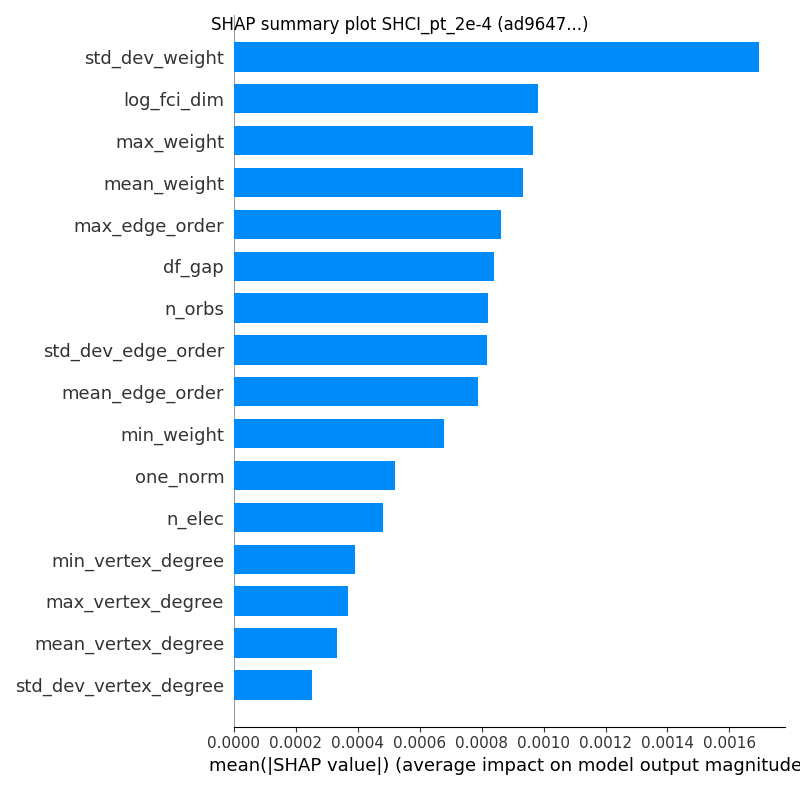 SHAP summary plot SHCI_pt_2e-4 (ad9647...)
std_dev_weight
log_fci_dim
max_weight
mean_weight
max_edge_order
df_gap
n_orbs
std_dev_edge_order
mean_edge_order
min_weight
one_norm
n_elec
min_vertex_degree
max_vertex_degree
mean_vertex_degree
std_dev_vertex_degree
0.0000 0.0002 0.0004 0.0006 0.0008 0.0010 0.0012 0.0014 0.0016
mean(|SHAP value|) (average impact on model output magnitude